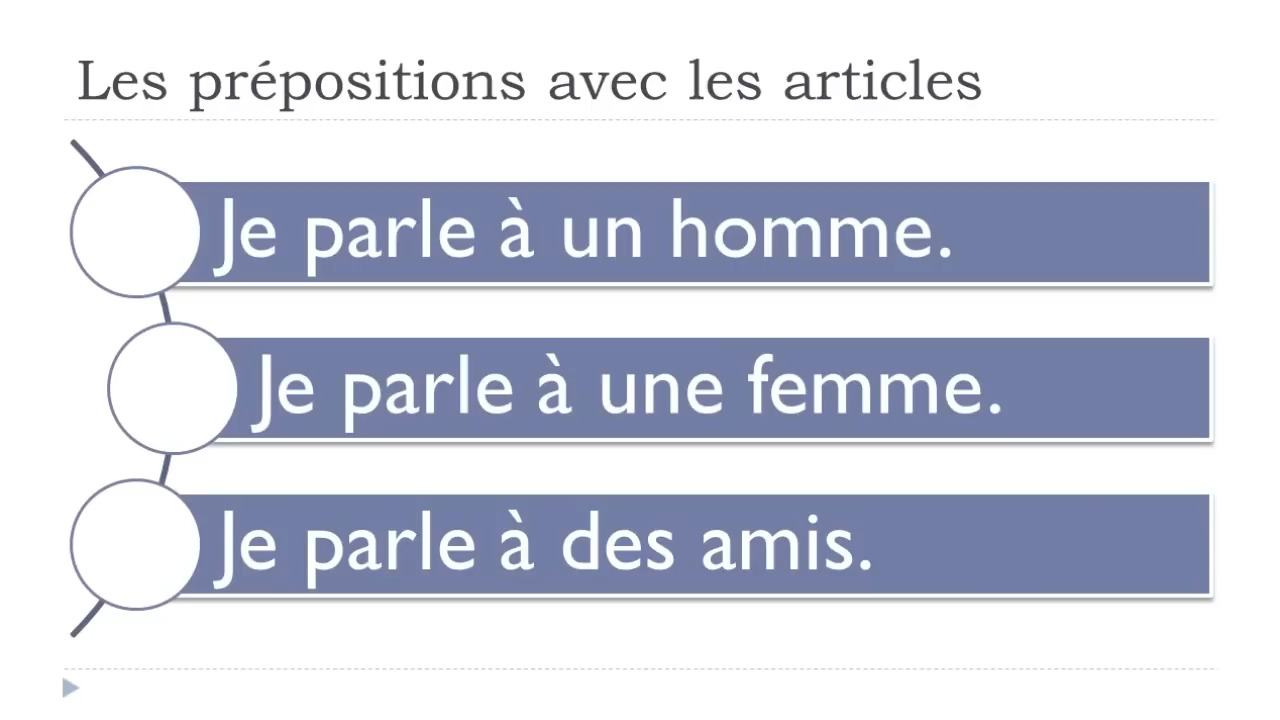 Les prépositions avec les articles
Je parle à un homme.
Je parle à une femme.
Je parle à des amis.